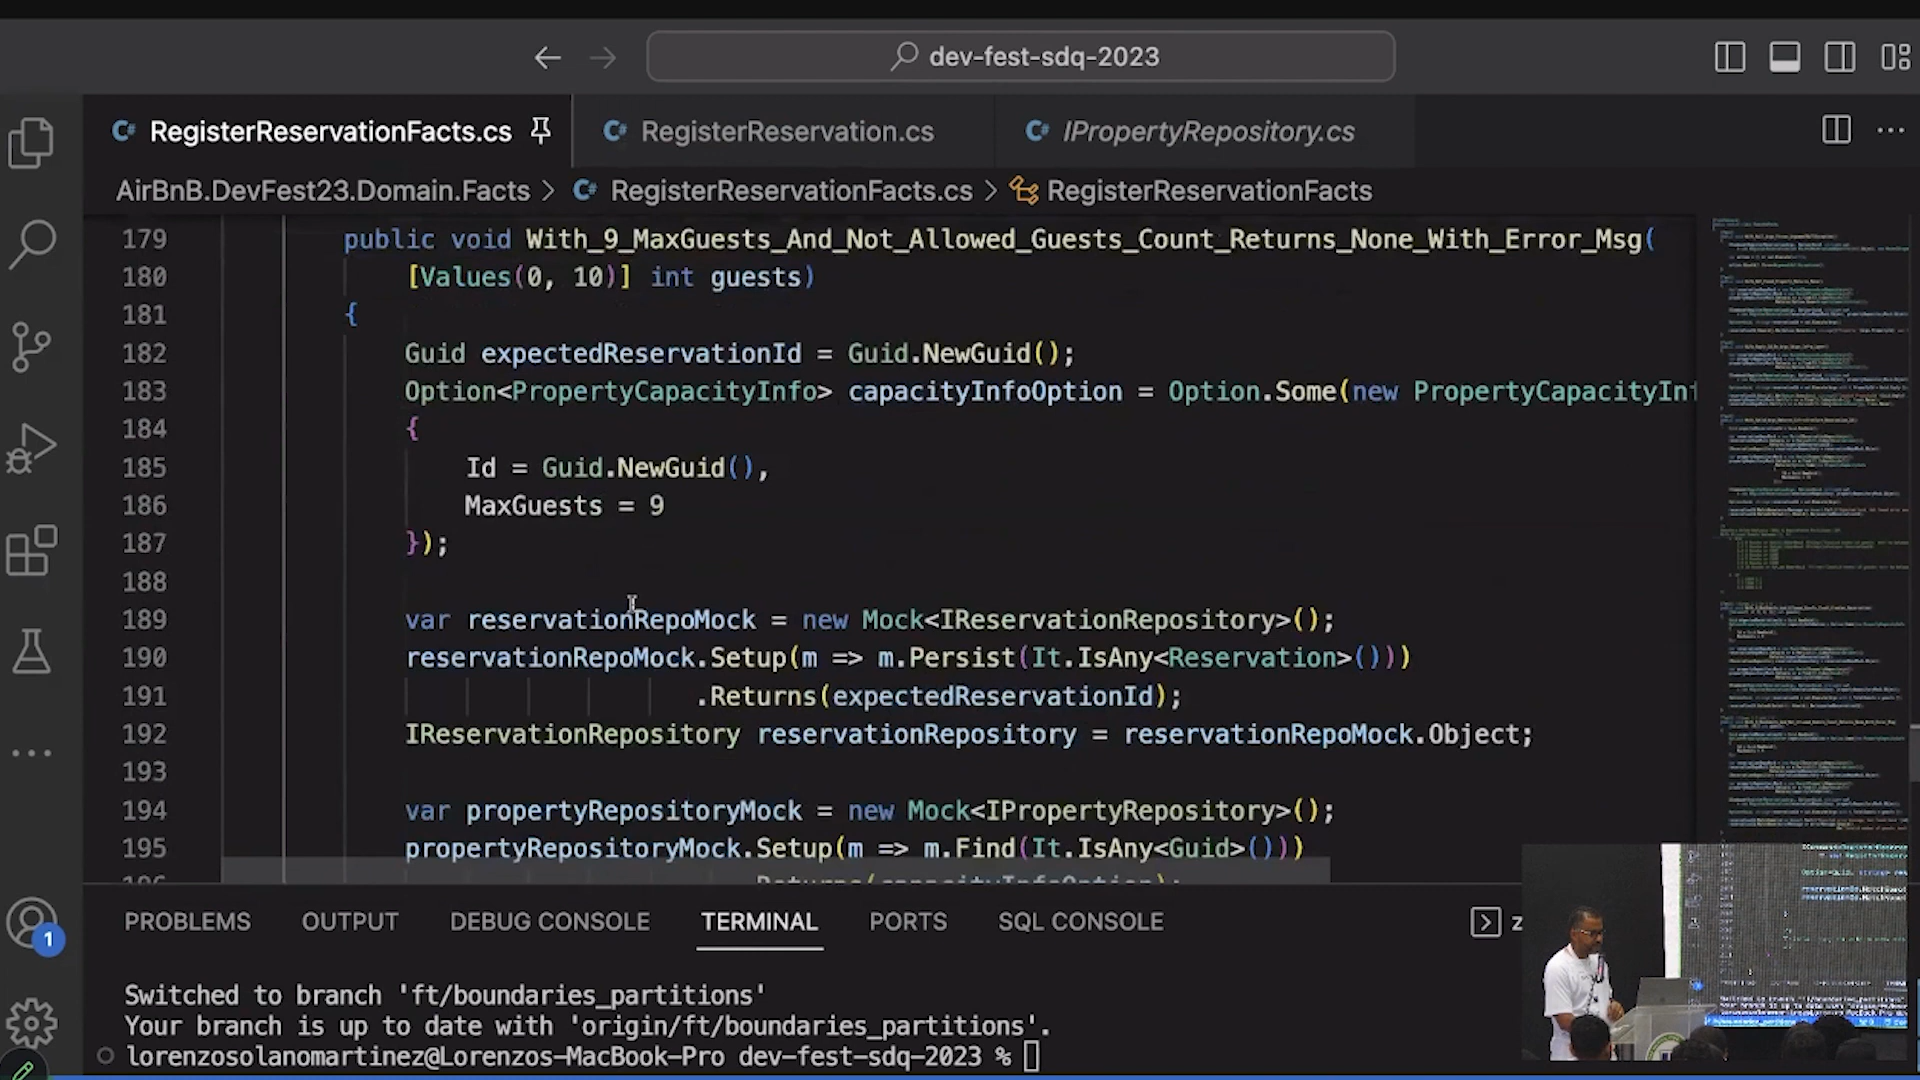 dev-fest-sdq-2023
RegisterReservationFacts.cs
RegisterReservation.cs
IPropertyRepository.cs
AirBnB.DevFest23.Domain.Facts > RegisterReservationFacts.cs > RegisterReservationFacts
179 public void With_9_MaxGuests_And_Not_Allowed_Guests_Count_Returns_None_With_Error_Msg(
180 [Values(0, 10)] int guests)
181 {
182 Guid expectedReservationId = Guid.NewGuid();
183 Option<PropertyCapacityInfo> capacityInfoOption = Option.Some(new PropertyCapacityInf
184 {
185 Id = Guid.NewGuid(),
186 MaxGuests = 9
187 });
188
189 var reservationRepoMock = new Mock<IReservationRepository>();
190 reservationRepoMock.Setup(m => m.Persist(It.IsAny<Reservation>()))
191 .Returns(expectedReservationId);
192 IReservationRepository reservationRepository = reservationRepoMock.Object;
193
194 var propertyRepositoryMock = new Mock<IPropertyRepository>();
195 propertyRepositoryMock.Setup(m => m.Find(It.IsAny<Guid>()))
196 .Returns(capacityInfoOption);
PROBLEMS OUTPUT DEBUG CONSOLE TERMINAL PORTS SQL CONSOLE z
1
Switched to branch 'ft/boundaries_partitions'
Your branch is up to date with 'origin/ft/boundaries_partitions'.
lorenzosolanomartinez@Lorenzos-MacBook-Pro dev-fest-sdq-2023 %